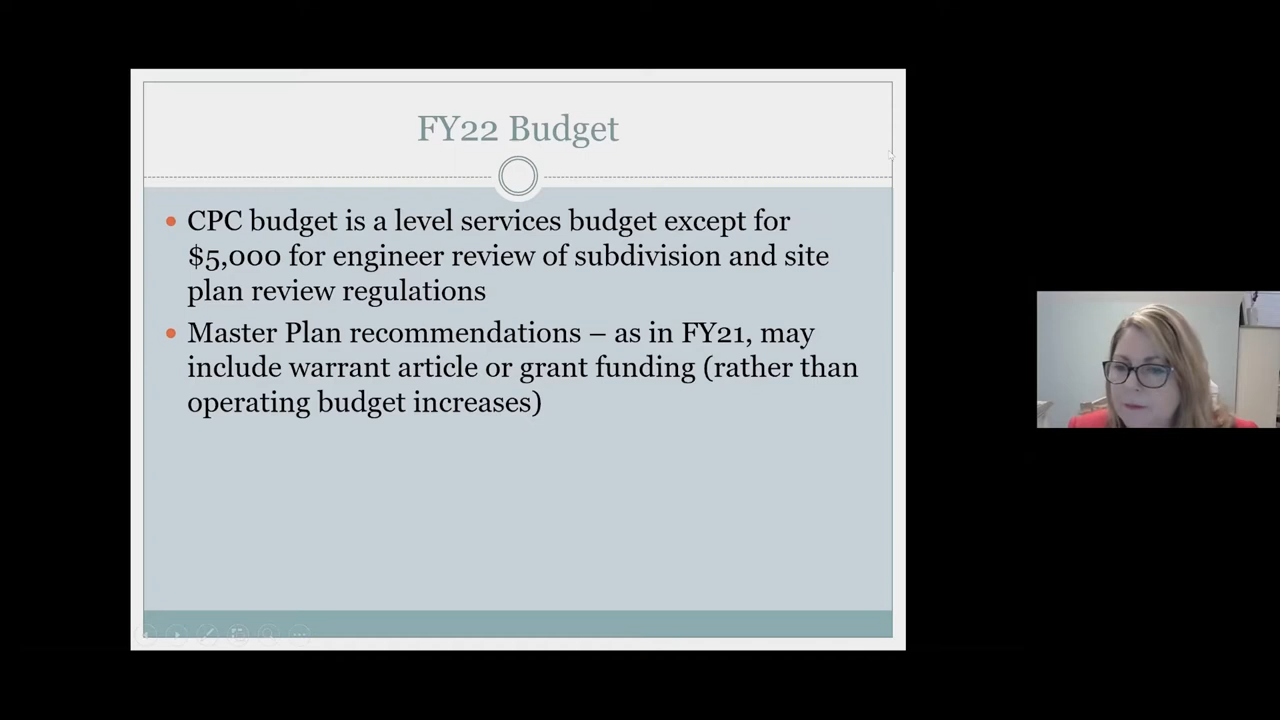 FY22 Budget
CPC budget is a level services budget except for
$5,000 for engineer review of subdivision and site
plan review regulations
Master Plan recommendations – as in FY21, may
include warrant article or grant funding (rather than
operating budget increases)